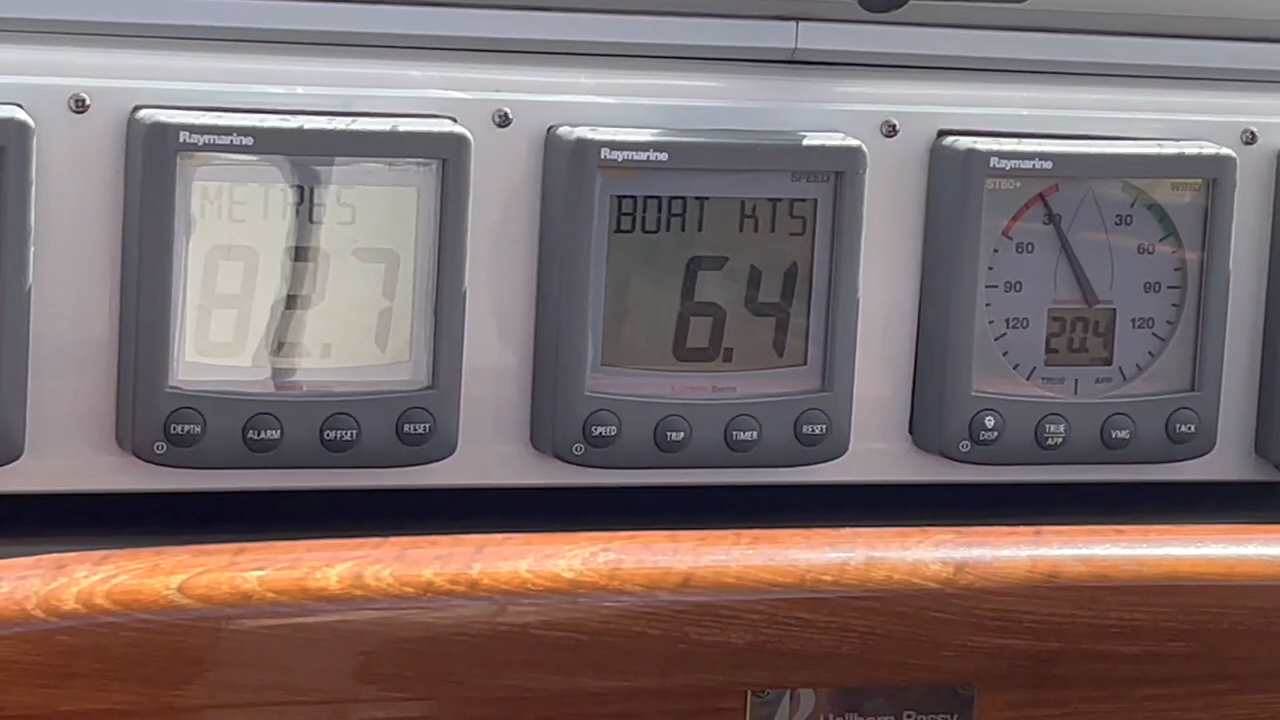 Raymarine
METRES
82.7
DEPTH
ALARM
OFFSET
RESET
Raymarine
SPEED
BOAT KTS
6.4
SPEED
TRIP
TIMER
RESET
Raymarine
ST60+
WIND
30 30
60 60
90 90
120 120
20.4
TRUE APP
DISP
TRUE
APP
VMG
TACK
Hallberg-Rassy